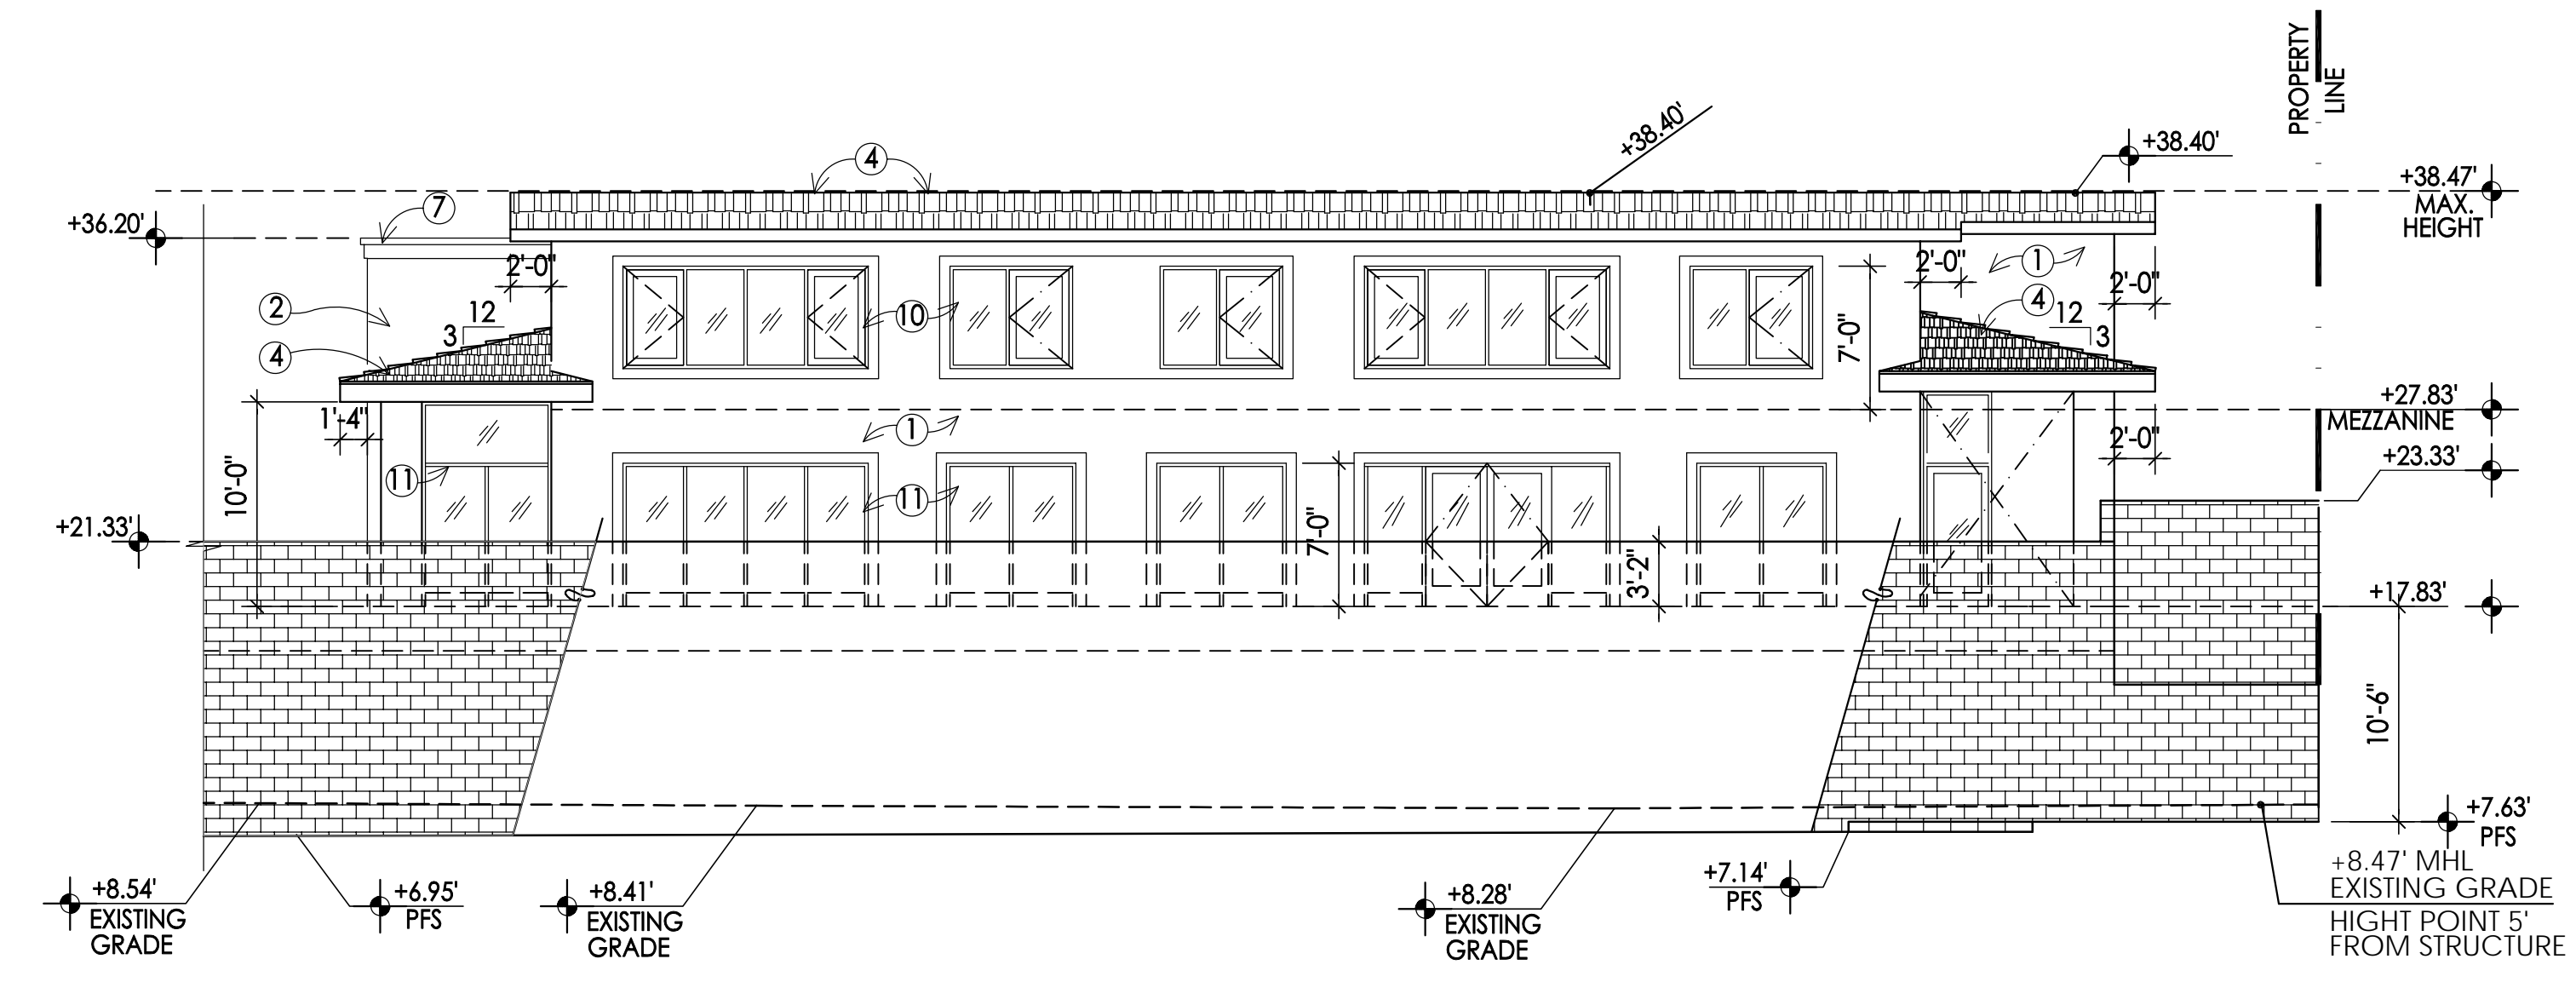 PROPERTY
LINE
+38.40'
+38.40'
4
+38.47'
MAX.
HEIGHT
7
+36.20'
2'-0"
2'-0"
1
2'-0"
2
12
3
10
4
12
3
7'-0"
4
+27.83'
MEZZANINE
1'-4"
1
2'-0"
+23.33'
10'-0"
11
11
+21.33'
7'-0"
3'-2"
+17.83'
10'-6"
+7.63'
PFS
+8.54'
EXISTING
GRADE
+6.95'
PFS
+8.41'
EXISTING
GRADE
+8.28'
EXISTING
GRADE
+7.14'
PFS
+8.47' MHL
EXISTING GRADE
HIGHT POINT 5'
FROM STRUCTURE